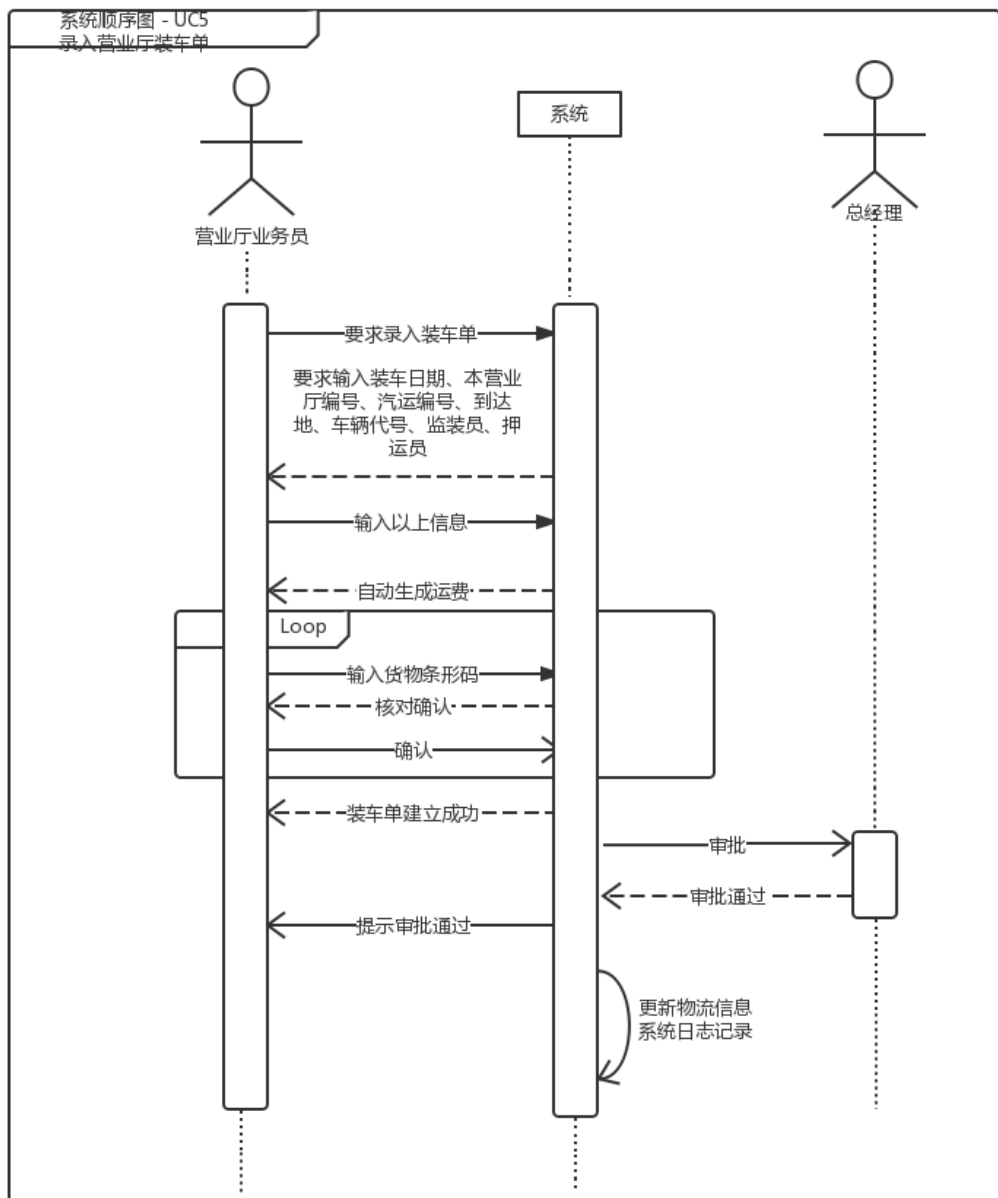 系统顺序图 - UC5
录入营业厅装车单
系统
总经理
营业厅业务员
要求录入装车单
要求输入装车日期、本营业
厅编号、汽运编号、到达
地、车辆代号、监装员、押
运员
输入以上信息
自动生成运费
Loop
输入货物条形码
核对确认
确认
装车单建立成功
审批
审批通过
提示审批通过
更新物流信息
系统日志记录